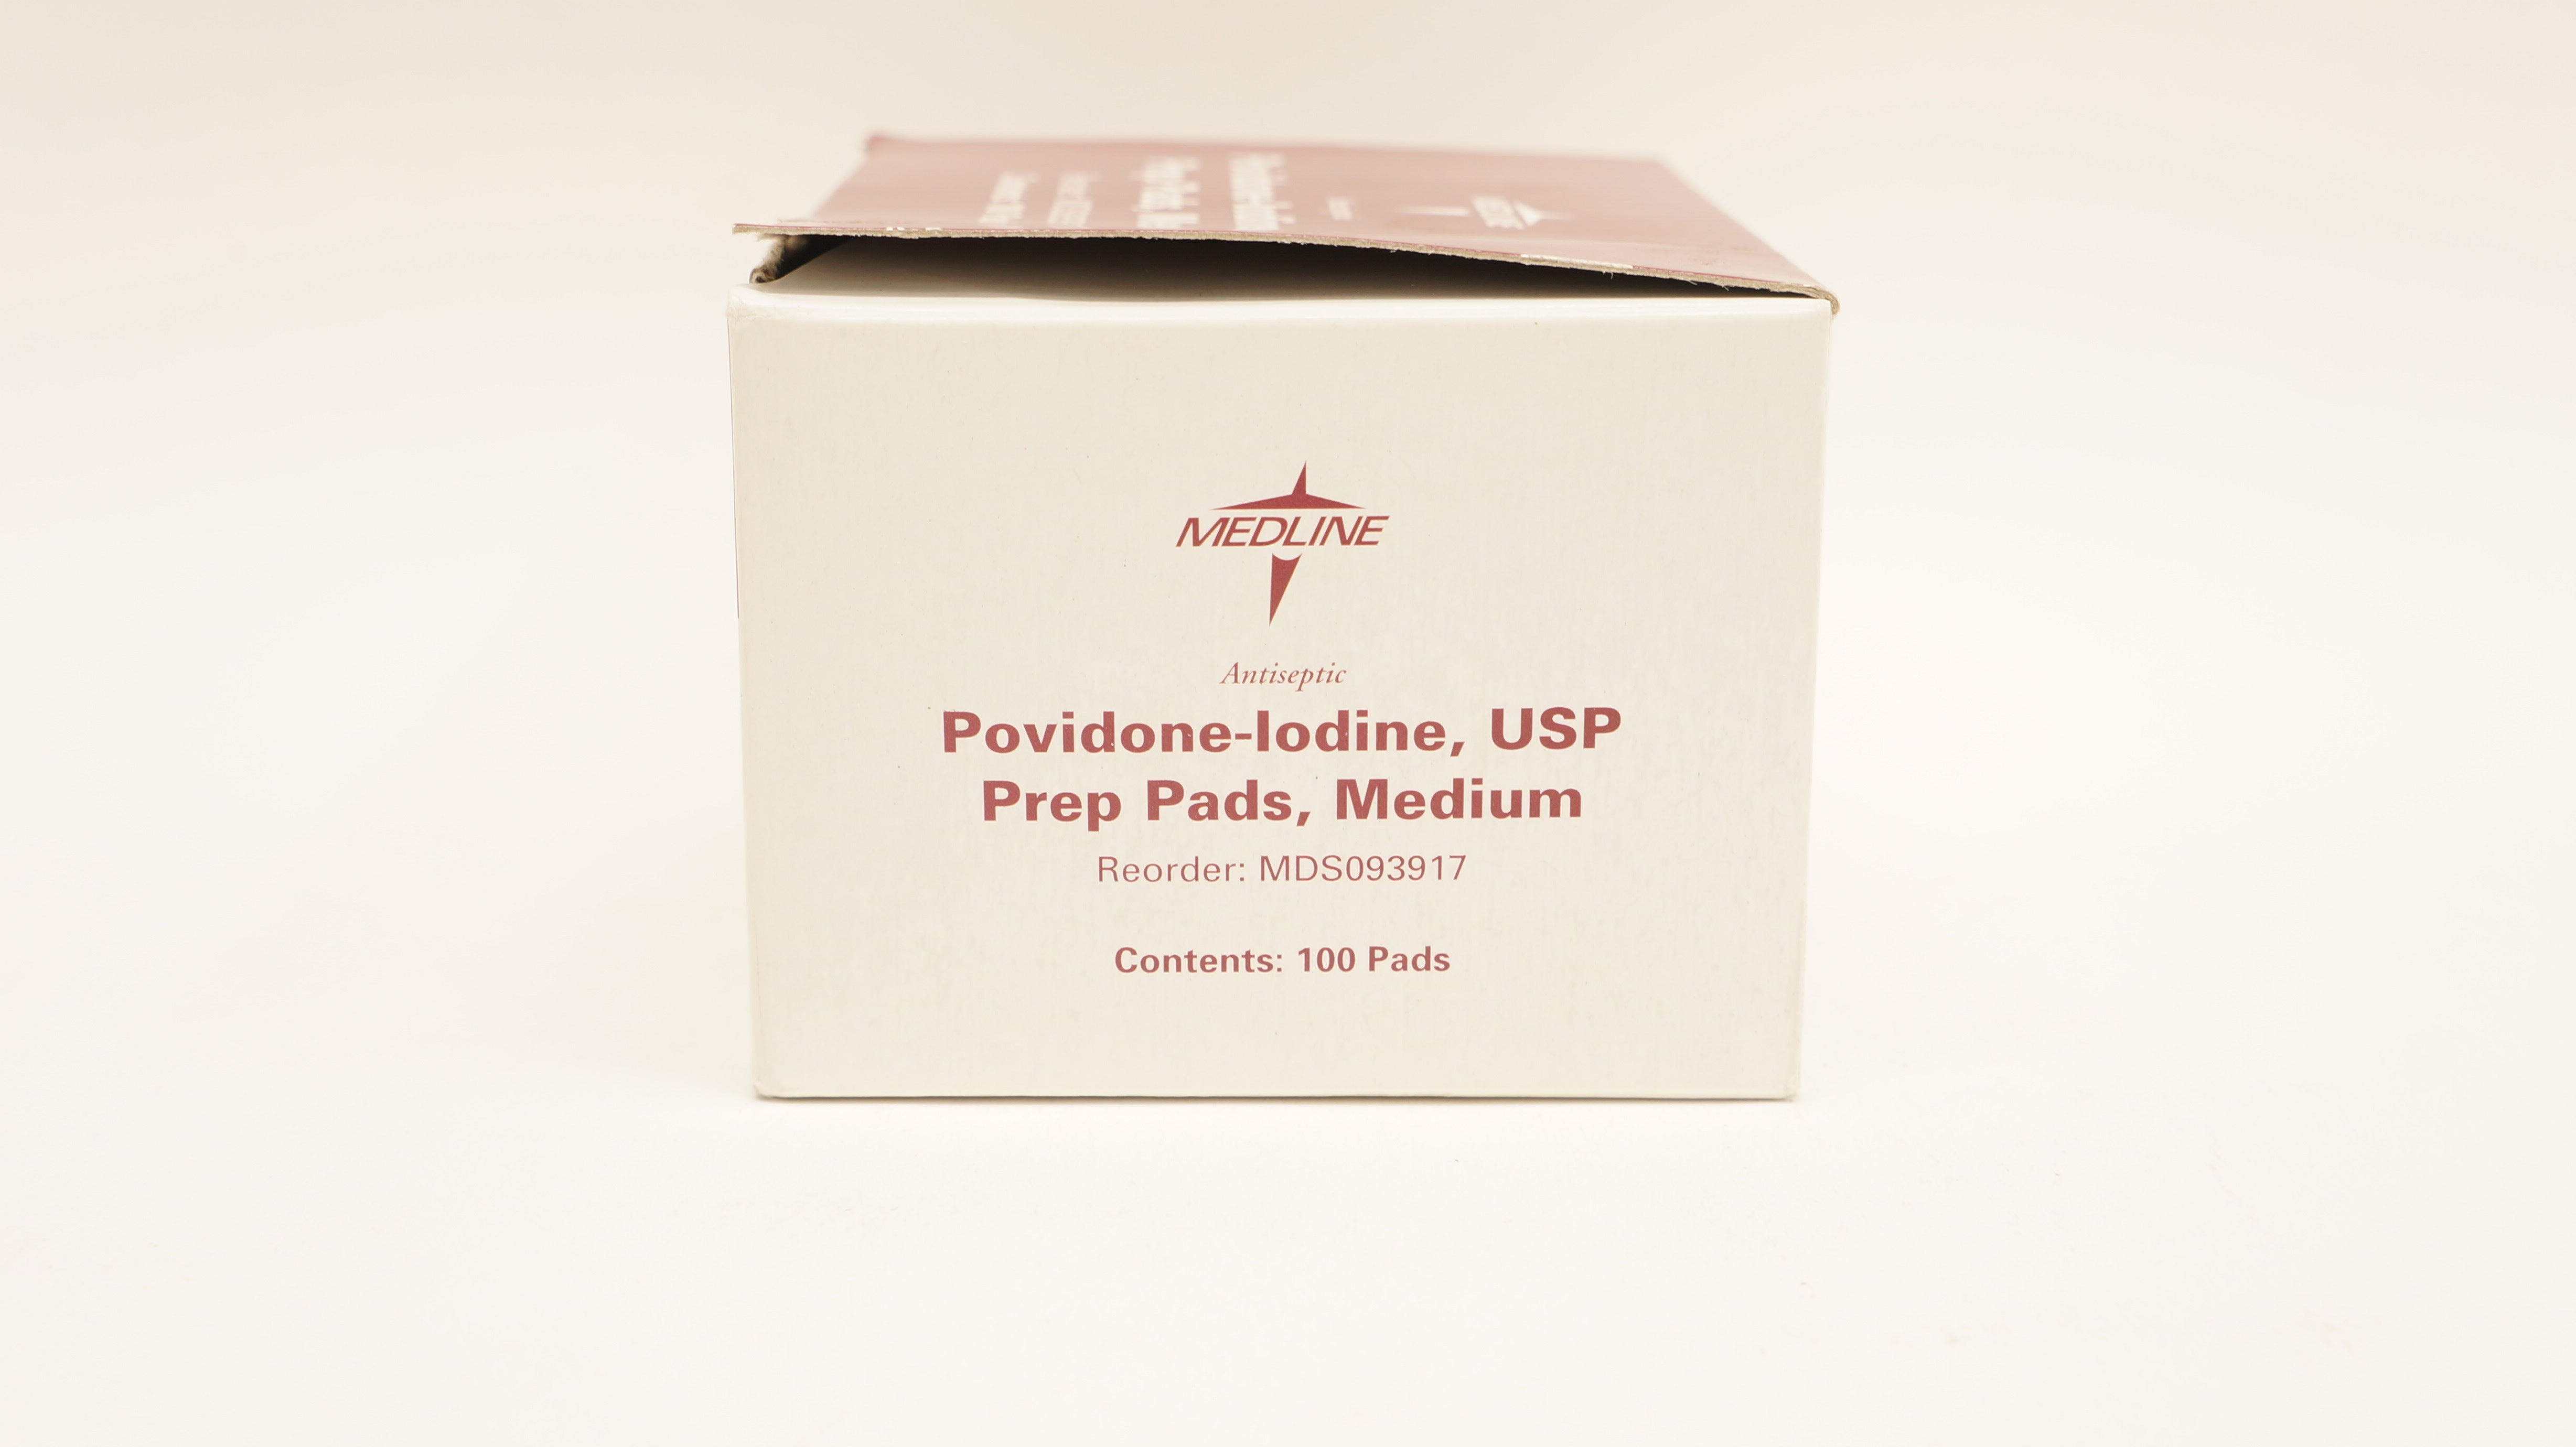 MEDLINE
Antiseptic
Povidone-Iodine, USP
Prep Pads, Medium
Reorder: MDS093917
Contents: 100 Pads